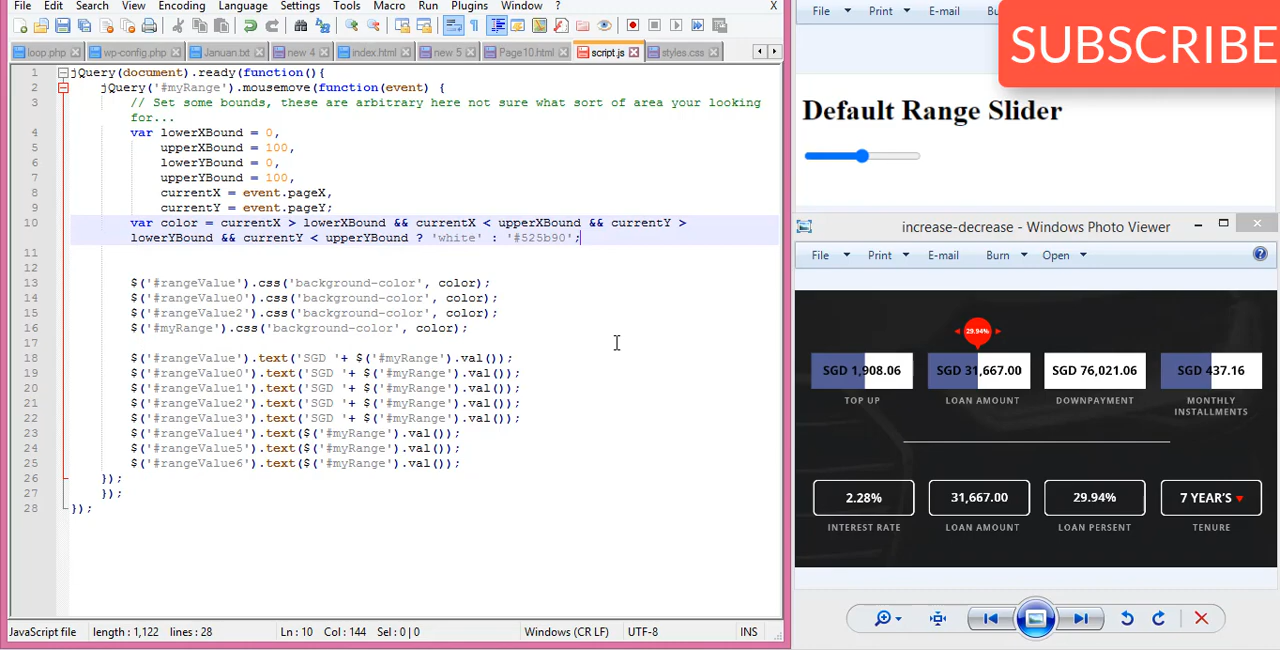 File Edit Search View Encoding Language Settings Tools Macro Run Plugins Window ? X
loop.php wp-config.php Januan.txt new 4 index.html new 5 Page10.html script.js styles.css
1 jQuery(document).ready(function(){
2 jQuery('#myRange').mousemove(function(event) {
3 // Set some bounds, these are arbitrary here not sure what sort of area your looking
for...
4 var lowerXBound = 0,
5 upperXBound = 100,
6 lowerYBound = 0,
7 upperYBound = 100,
8 currentX = event.pageX,
9 currentY = event.pageY;
10 var color = currentX > lowerXBound && currentX < upperXBound && currentY >
lowerYBound && currentY < upperYBound ? 'white' : '#525b90';
11
12
13 $('#rangeValue').css('background-color', color);
14 $('#rangeValue0').css('background-color', color);
15 $('#rangeValue2').css('background-color', color);
16 $('#myRange').css('background-color', color);
17
18 $('#rangeValue').text('SGD '+ $('#myRange').val());
19 $('#rangeValue0').text('SGD '+ $('#myRange').val());
20 $('#rangeValue1').text('SGD '+ $('#myRange').val());
21 $('#rangeValue2').text('SGD '+ $('#myRange').val());
22 $('#rangeValue3').text('SGD '+ $('#myRange').val());
23 $('#rangeValue4').text($('#myRange').val());
24 $('#rangeValue5').text($('#myRange').val());
25 $('#rangeValue6').text($('#myRange').val());
26 });
27 });
28 });
JavaScript file length : 1,122 lines : 28 Ln : 10 Col : 144 Sel : 0 | 0 Windows (CR LF) UTF-8 INS
File Print E-mail
SUBSCRIBE
Default Range Slider
increase-decrease - Windows Photo Viewer
File Print E-mail Burn Open
29.94%
SGD 1,908.06 SGD 31,667.00 SGD 76,021.06 SGD 437.16
TOP UP LOAN AMOUNT DOWNPAYMENT MONTHLY
INSTALLMENTS
2.28% 31,667.00 29.94% 7 YEAR'S
INTEREST RATE LOAN AMOUNT LOAN PERSENT TENURE